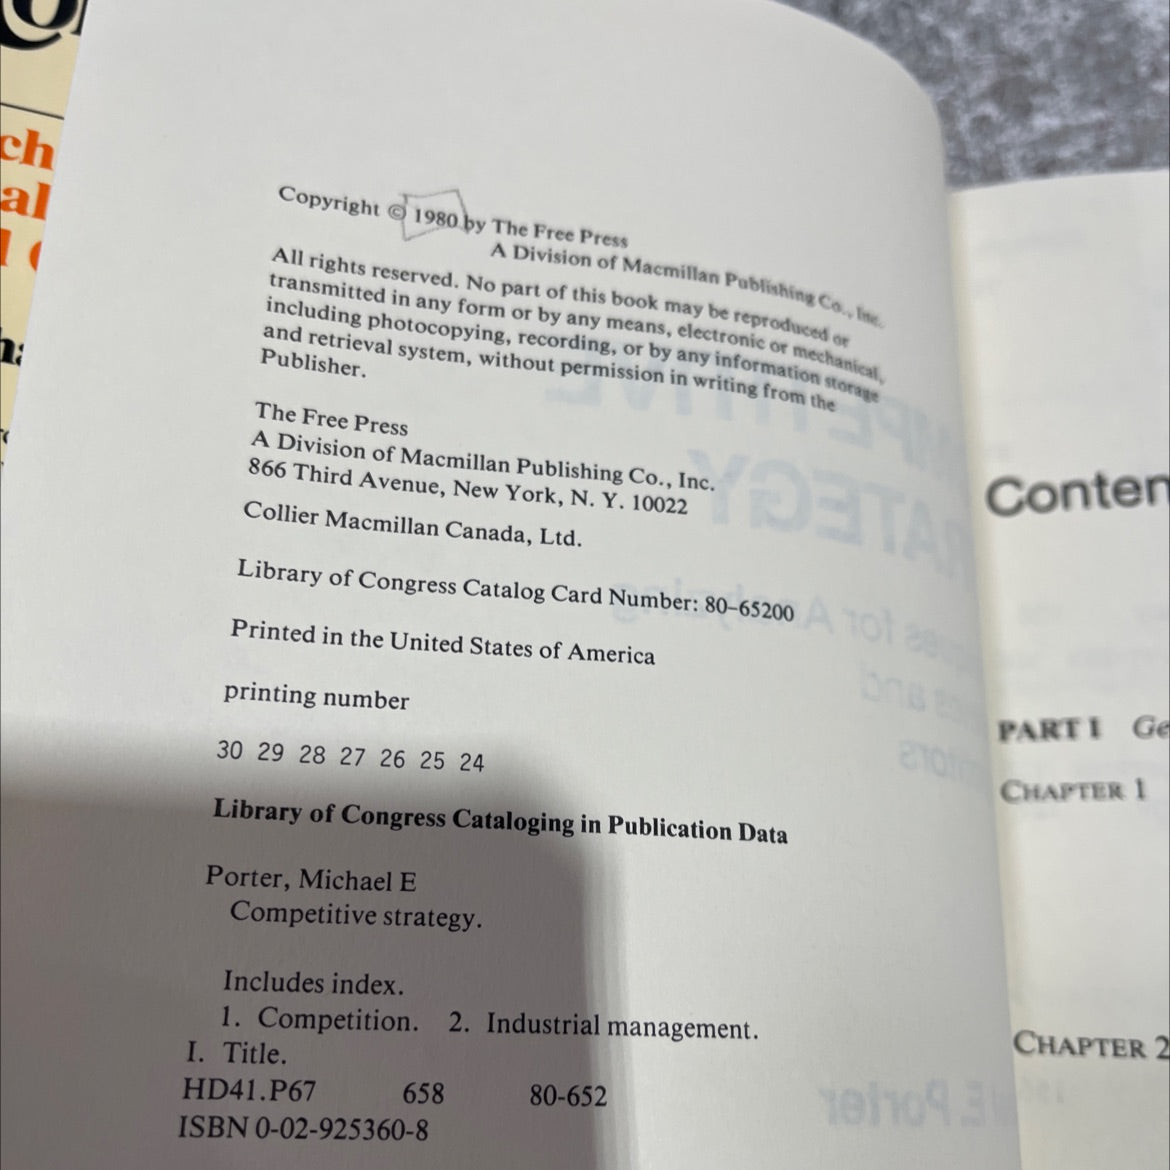 ch
al
Copyright © 1980 by The Free Press
A Division of Macmillan Publishing Co., Inc.
All rights reserved. No part of this book may be reproduced or
transmitted in any form or by any means, electronic or mechanical,
including photocopying, recording, or by any information storage
and retrieval system, without permission in writing from the
Publisher.
The Free Press
A Division of Macmillan Publishing Co., Inc.
866 Third Avenue, New York, N. Y. 10022
Collier Macmillan Canada, Ltd.
Library of Congress Catalog Card Number: 80–65200
Printed in the United States of America
printing number
30 29 28 27 26 25 24
Library of Congress Cataloging in Publication Data
Porter, Michael E
Competitive strategy.
Includes index.
1. Competition. 2. Industrial management.
I. Title.
HD41.P67 658 80-652
ISBN 0-02-925360-8
Conten
PART I Ge
CHAPTER 1
CHAPTER 2